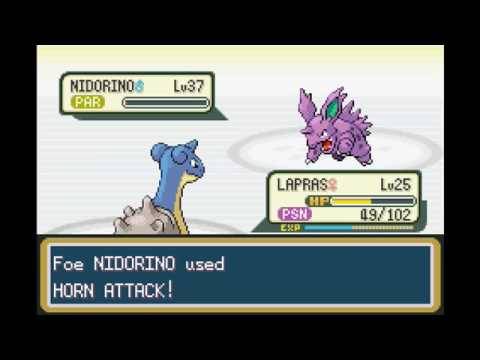 NIDORINO♂ Lv37
PAR
LAPRAS♀ Lv25
HP
PSN 49/102
EXP
Foe NIDORINO used
HORN ATTACK!